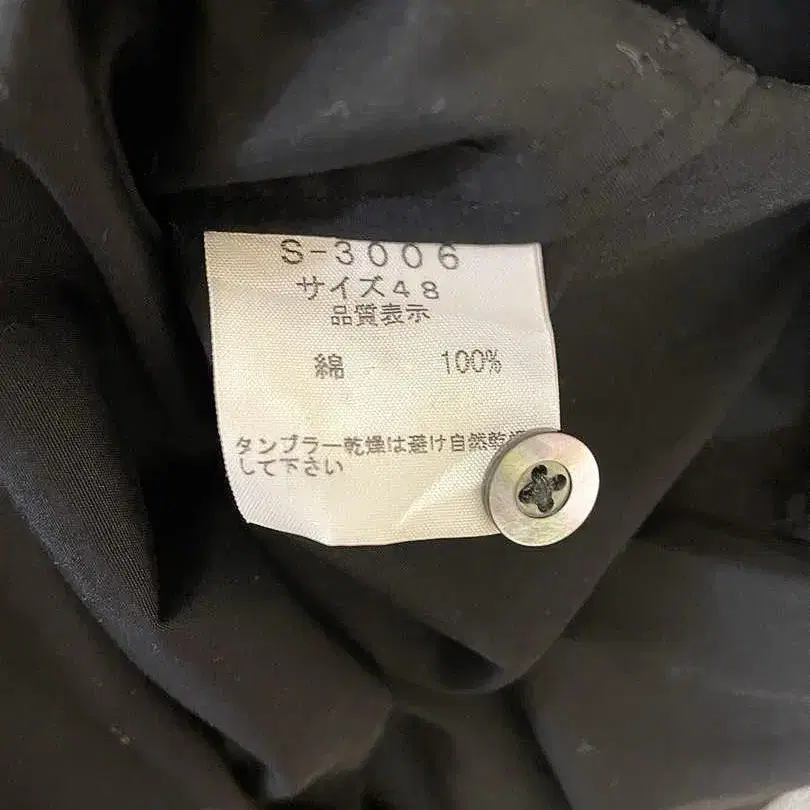 S-3006
サイズ48
品質表示
綿 100%
タンブラー乾燥は避け自然乾燥
して下さい